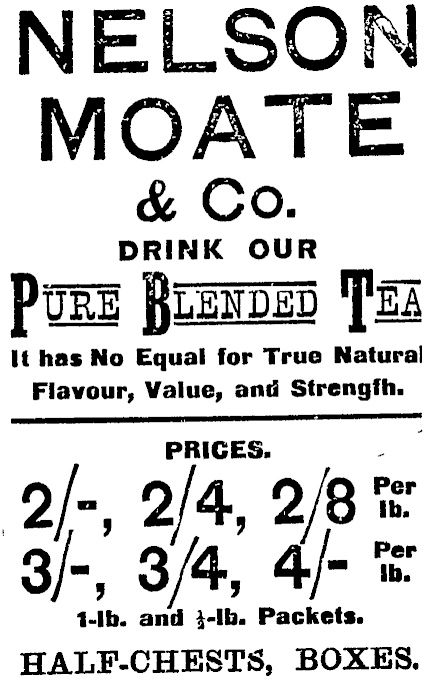 NELSON
MOATE
& Co.
DRINK OUR
PURE BLENDED TEA
It has No Equal for True Natural
Flavour, Value, and Strength.
PRICES.
2/-, 2/4, 2/8 Per lb.
3/-, 3/4, 4/- Per lb.
1-lb. and ½-lb. Packets.
HALF-CHESTS, BOXES.